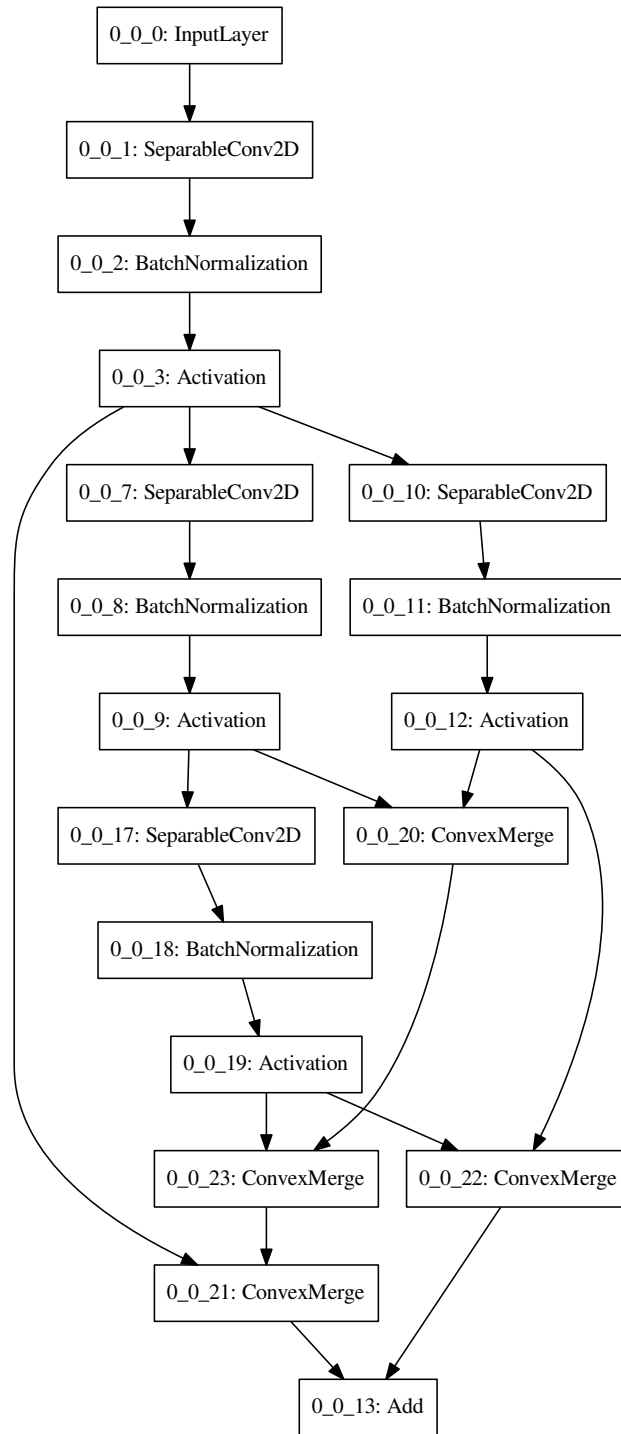 0_0_0: InputLayer
0_0_1: SeparableConv2D
0_0_2: BatchNormalization
0_0_3: Activation
0_0_7: SeparableConv2D
0_0_10: SeparableConv2D
0_0_8: BatchNormalization
0_0_11: BatchNormalization
0_0_9: Activation
0_0_12: Activation
0_0_17: SeparableConv2D
0_0_20: ConvexMerge
0_0_18: BatchNormalization
0_0_19: Activation
0_0_23: ConvexMerge
0_0_22: ConvexMerge
0_0_21: ConvexMerge
0_0_13: Add